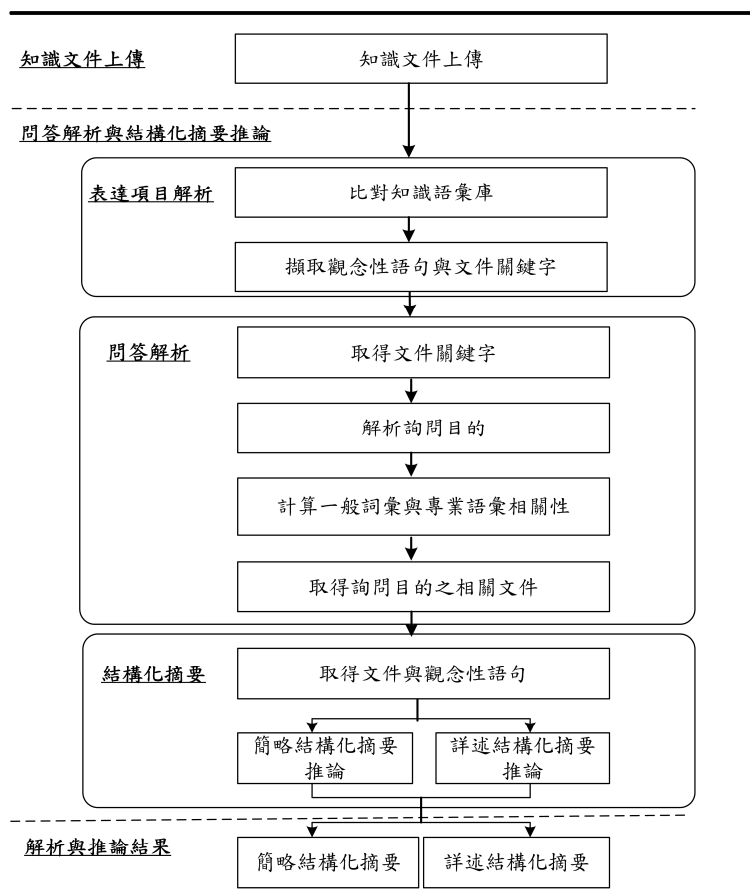 知識文件上傳
知識文件上傳
問答解析與結構化摘要推論
表達項目解析
比對知識語彙庫
擷取觀念性語句與文件關鍵字
問答解析
取得文件關鍵字
解析詢問目的
計算一般詞彙與專業語彙相關性
取得詢問目的之相關文件
結構化摘要
取得文件與觀念性語句
簡略結構化摘要
推論
詳述結構化摘要
推論
解析與推論結果
簡略結構化摘要
詳述結構化摘要